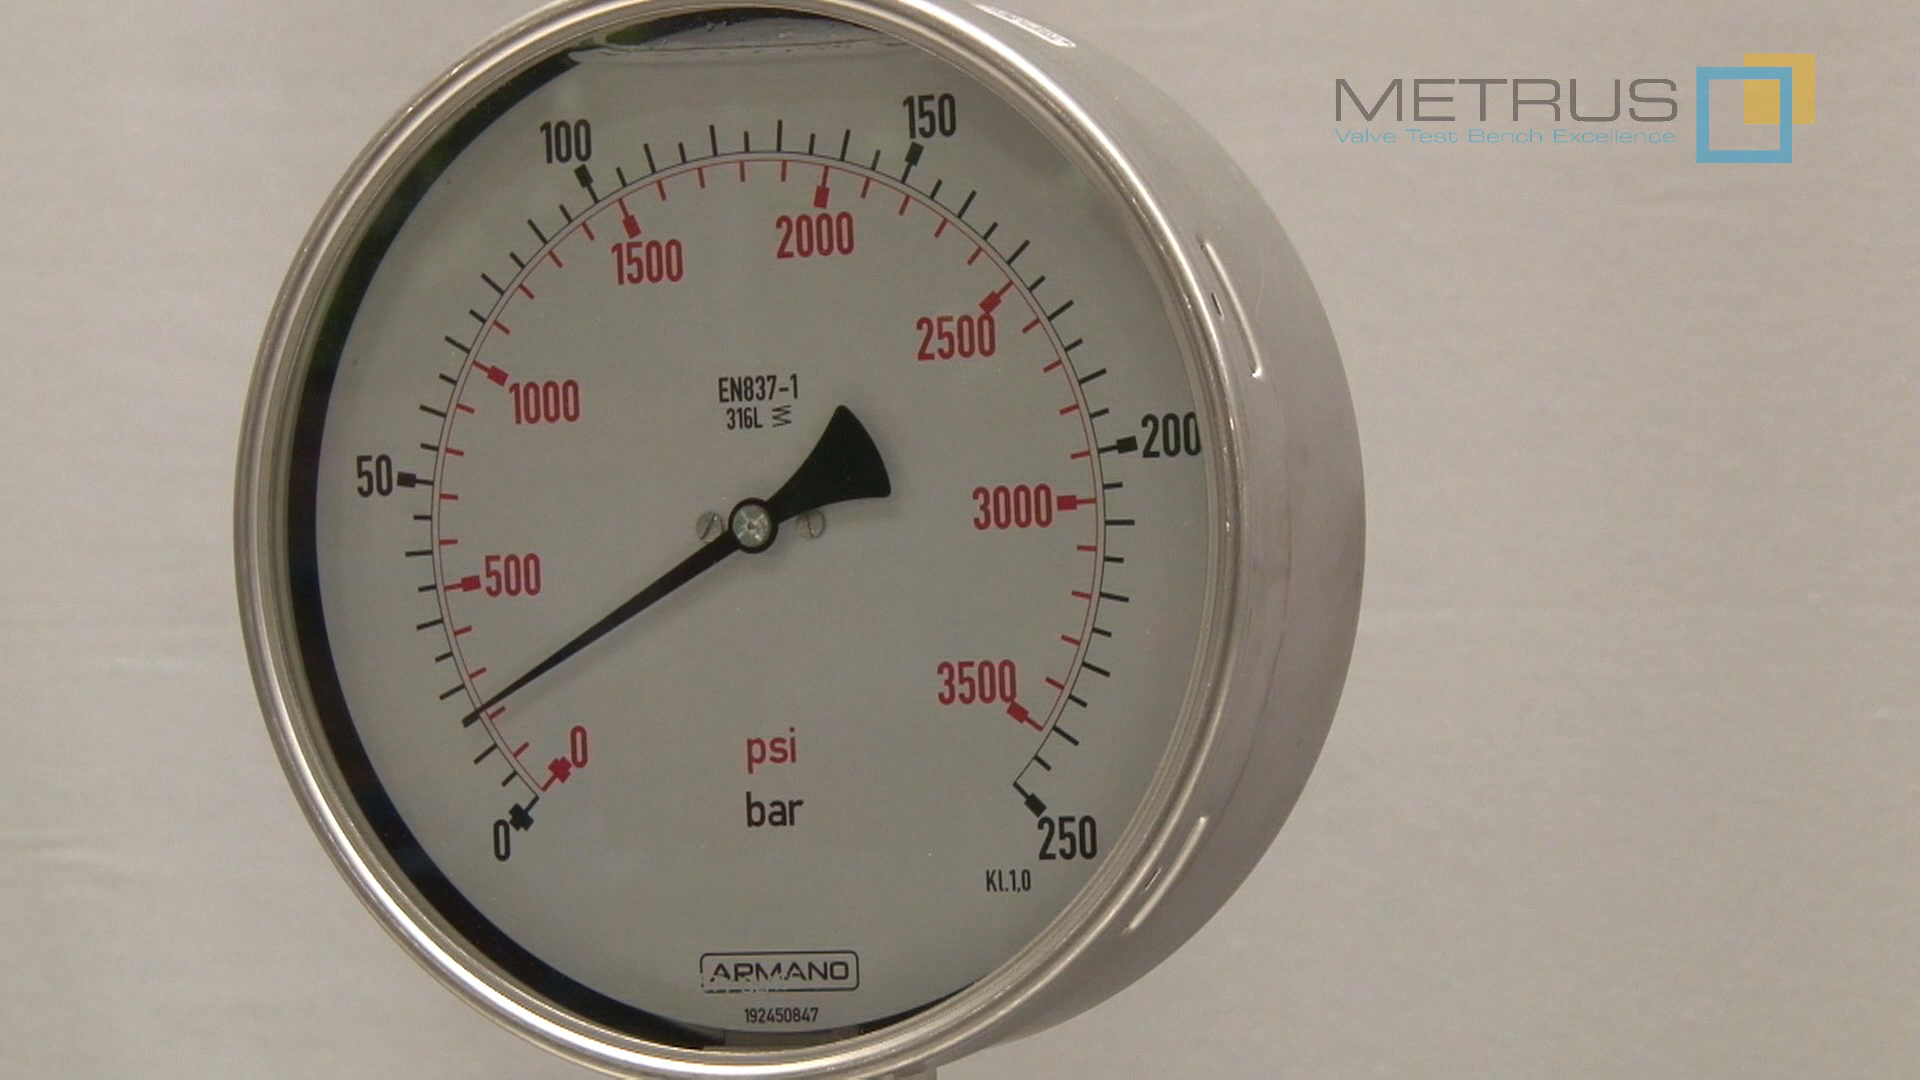 METRUS
Valve Test Bench Excellence
100
150
1500
2000
2500
EN837-1
1000
316L
200
50
3000
500
3500
0
psi
bar
0
250
Kl.1,0
ARMANO
192450847